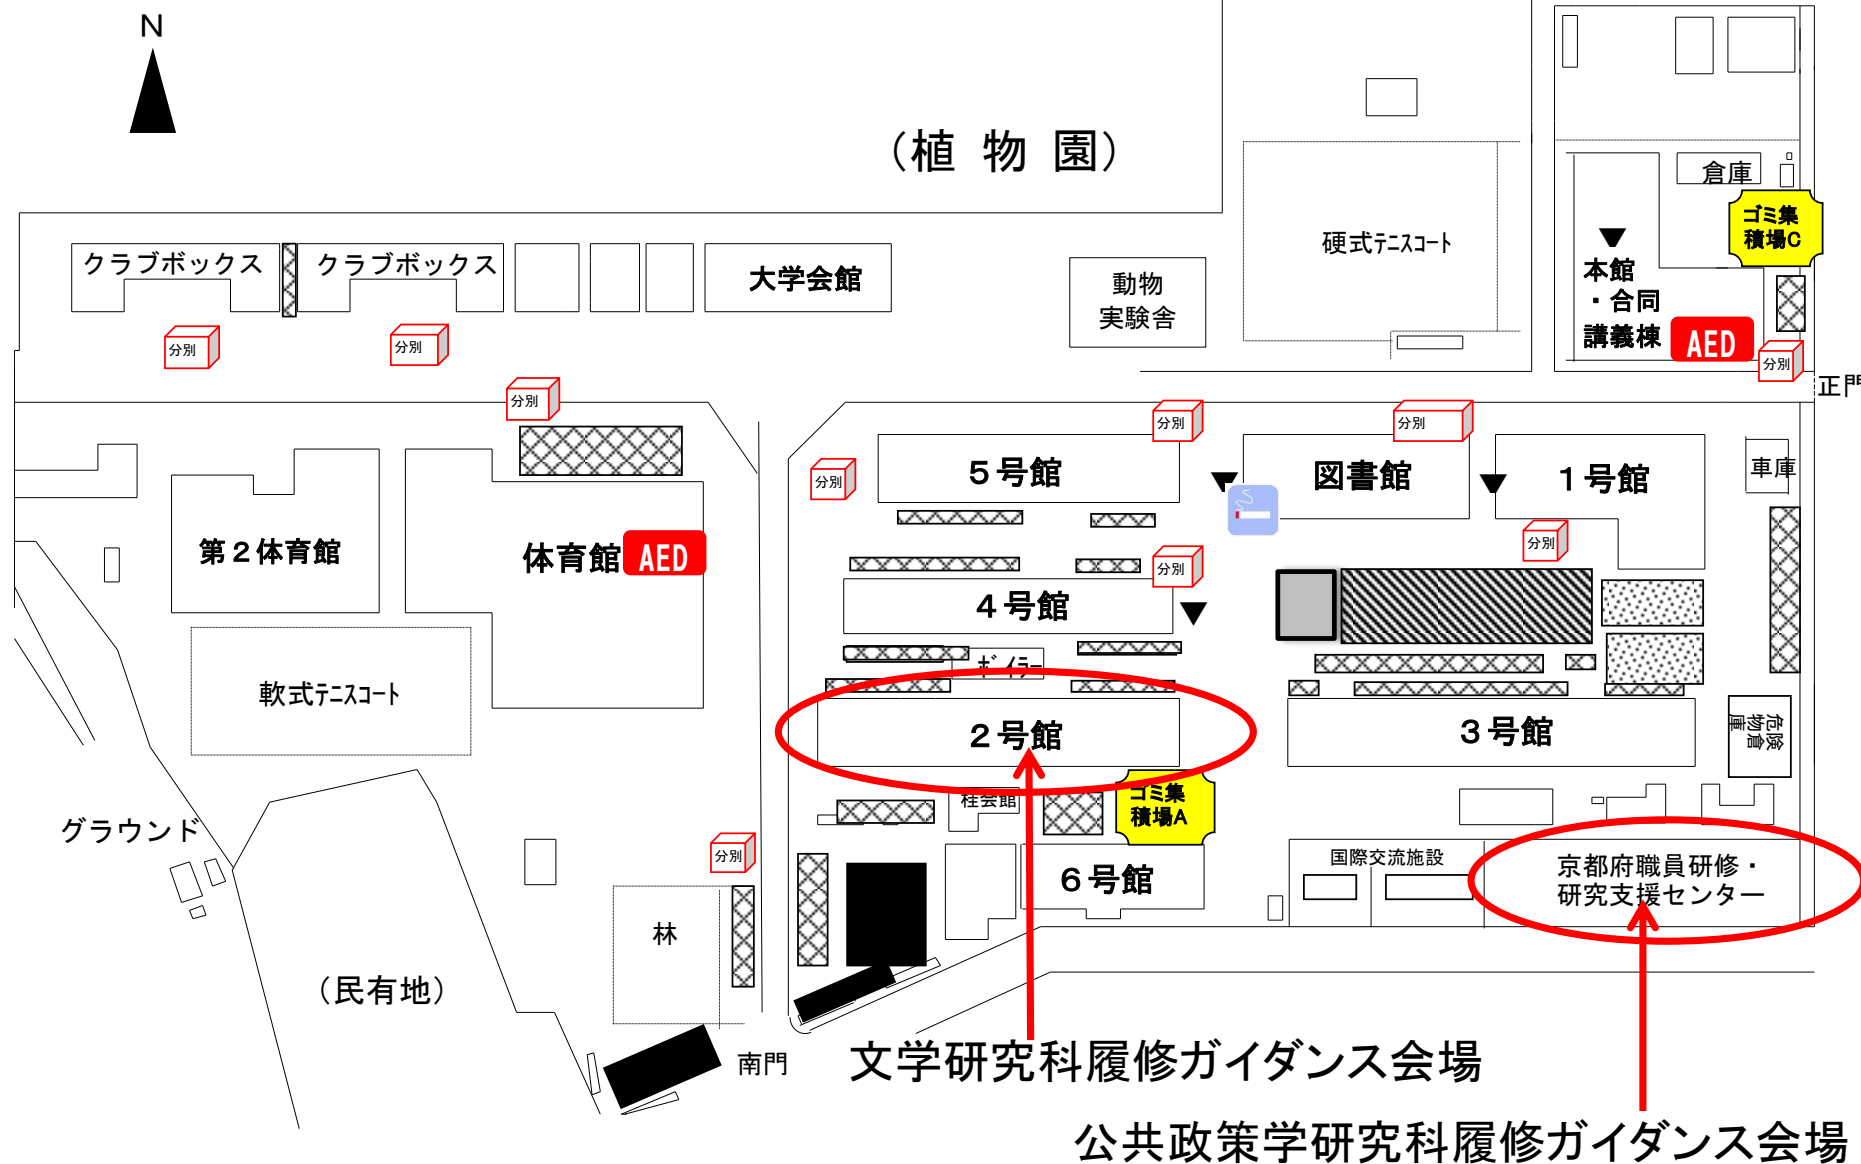 N
（植 物 園）
倉庫
ゴミ集
積場C
硬式ﾃﾆｽｺｰﾄ
クラブボックス
クラブボックス
大学会館
動物
実験舎
本館
・合同
講義棟
AED
分別
分別
分別
正門
分別
分別
分別
５号館
図書館
１号館
車庫
分別
第２体育館
体育館
AED
分別
分別
４号館
ﾎﾞｲﾗｰ
軟式ﾃﾆｽｺｰﾄ
２号館
３号館
危険
物倉
庫
桂会館
ゴミ集
積場A
グラウンド
分別
６号館
国際交流施設
京都府職員研修・
研究支援センター
林
（民有地）
南門
文学研究科履修ガイダンス会場
公共政策学研究科履修ガイダンス会場